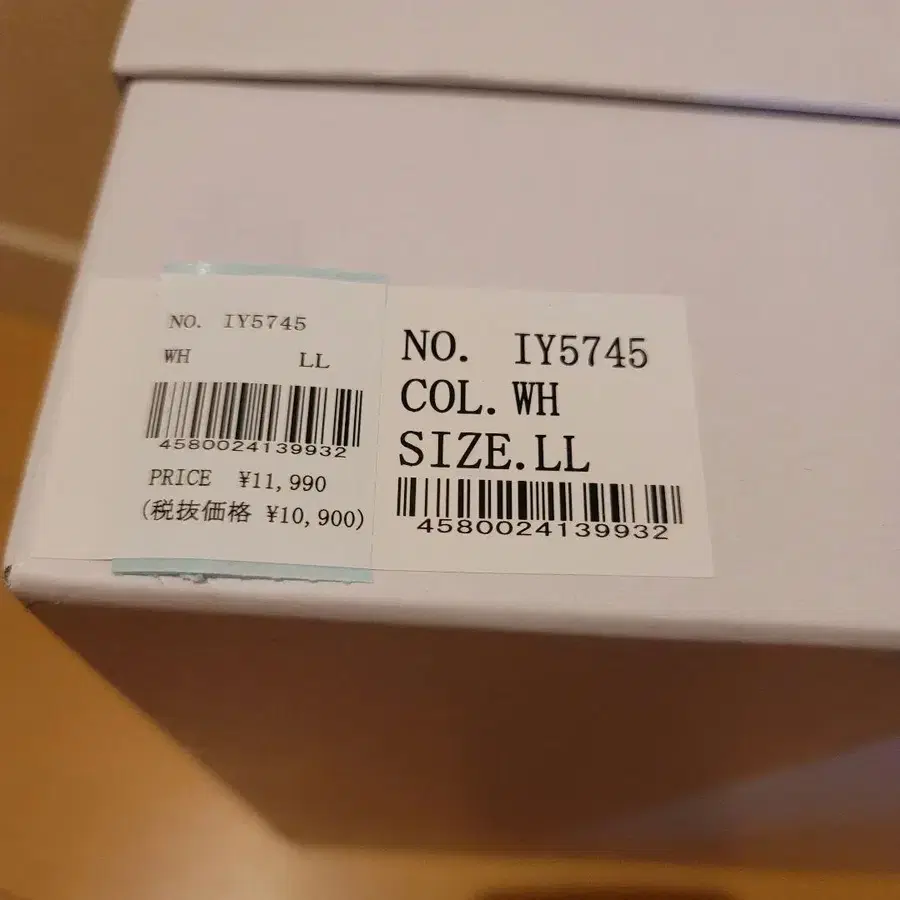 NO. IY5745
WH LL
4580024139932
PRICE ¥11,990
(税抜価格 ¥10,900)
NO. IY5745
COL. WH
SIZE. LL
4580024139932